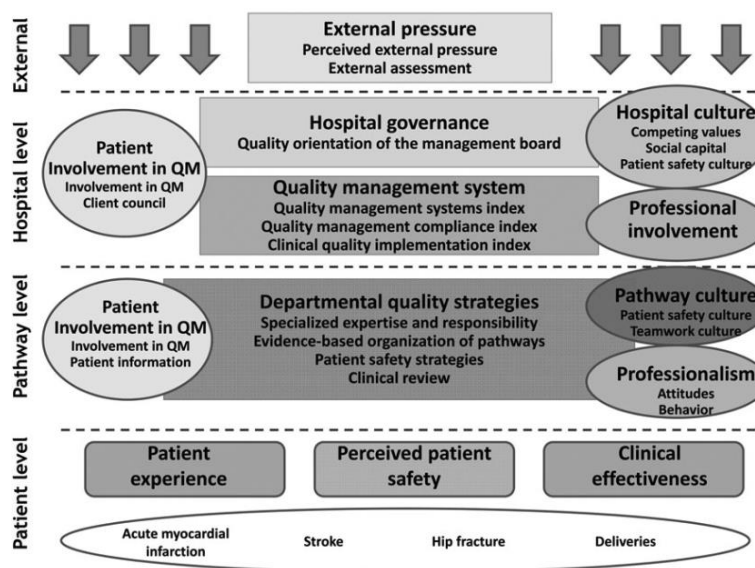 External
External pressure
Perceived external pressure
External assessment
Hospital level
Patient
Involvement in QM
Involvement in QM
Client council
Hospital governance
Quality orientation of the management board
Quality management system
Quality management systems index
Quality management compliance index
Clinical quality implementation index
Hospital culture
Competing values
Social capital
Patient safety culture
Professional
involvement
Pathway level
Patient
Involvement in QM
Involvement in QM
Patient information
Departmental quality strategies
Specialized expertise and responsibility
Evidence-based organization of pathways
Patient safety strategies
Clinical review
Pathway culture
Patient safety culture
Teamwork culture
Professionalism
Attitudes
Behavior
Patient level
Patient
experience
Perceived patient
safety
Clinical
effectiveness
Acute myocardial
infarction
Stroke
Hip fracture
Deliveries